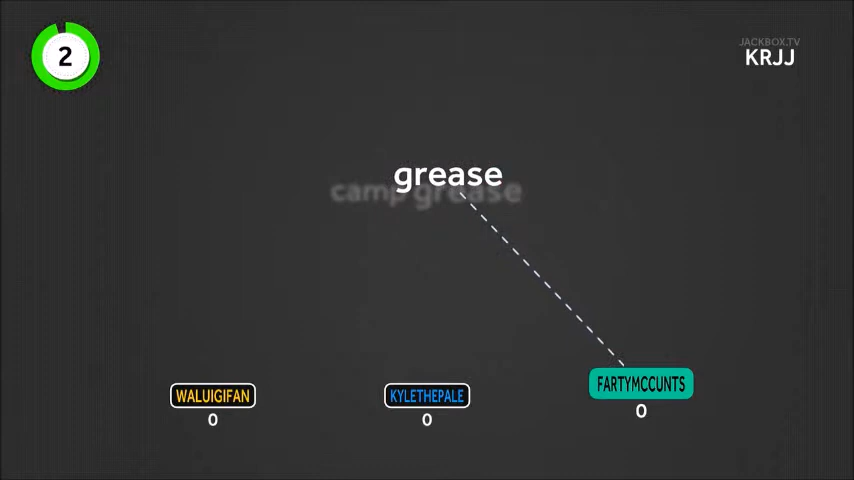 2
JACKBOX.TV
KRJJ
grease
camp grease
WALUIGIFAN
KYLETHEPALE
FARTYMCCUNTS
0
0
0